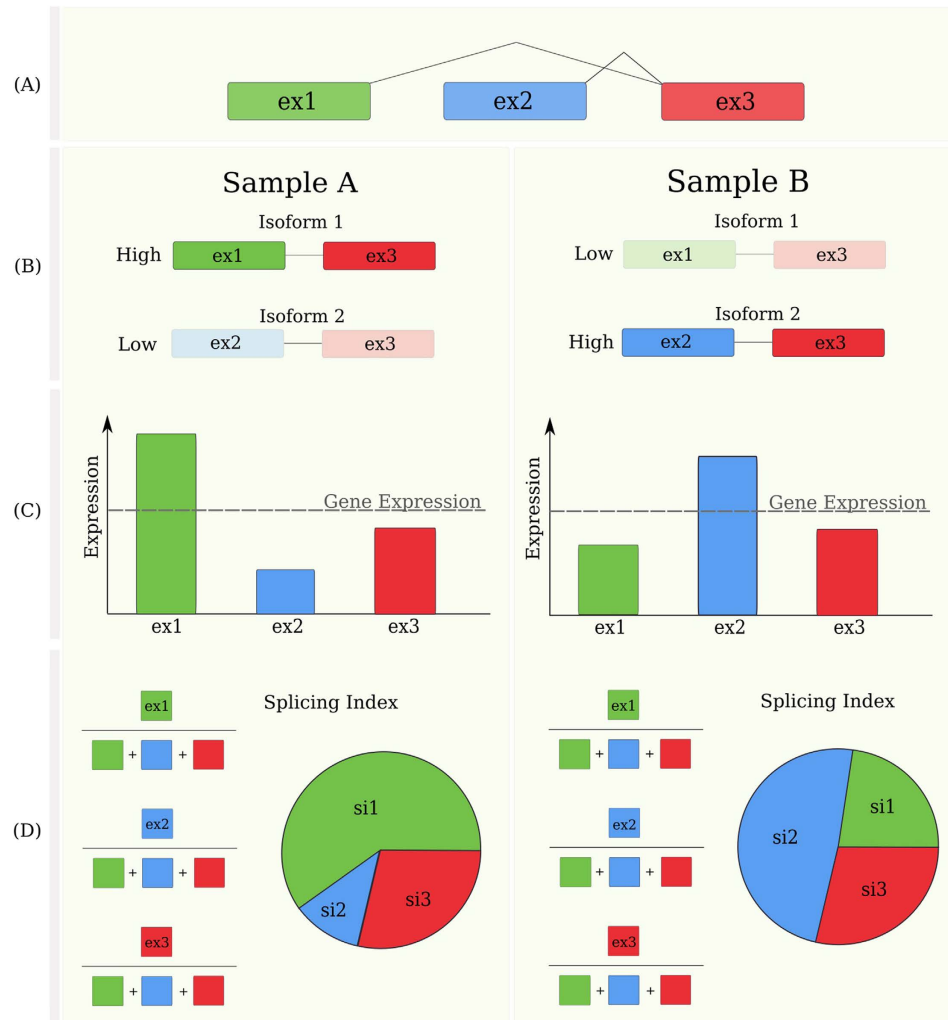 (A)
ex1 ex2 ex3
(B)
Sample A
Isoform 1
High ex1 ex3
Isoform 2
Low ex2 ex3
Sample B
Isoform 1
Low ex1 ex3
Isoform 2
High ex2 ex3
(C)
Expression
Gene Expression
ex1 ex2 ex3
Expression
Gene Expression
ex1 ex2 ex3
(D)
Splicing Index
ex1
+ +
ex2
+ +
ex3
+ +
si1
si2
si3
Splicing Index
ex1
+ +
ex2
+ +
ex3
+ +
si1
si2
si3